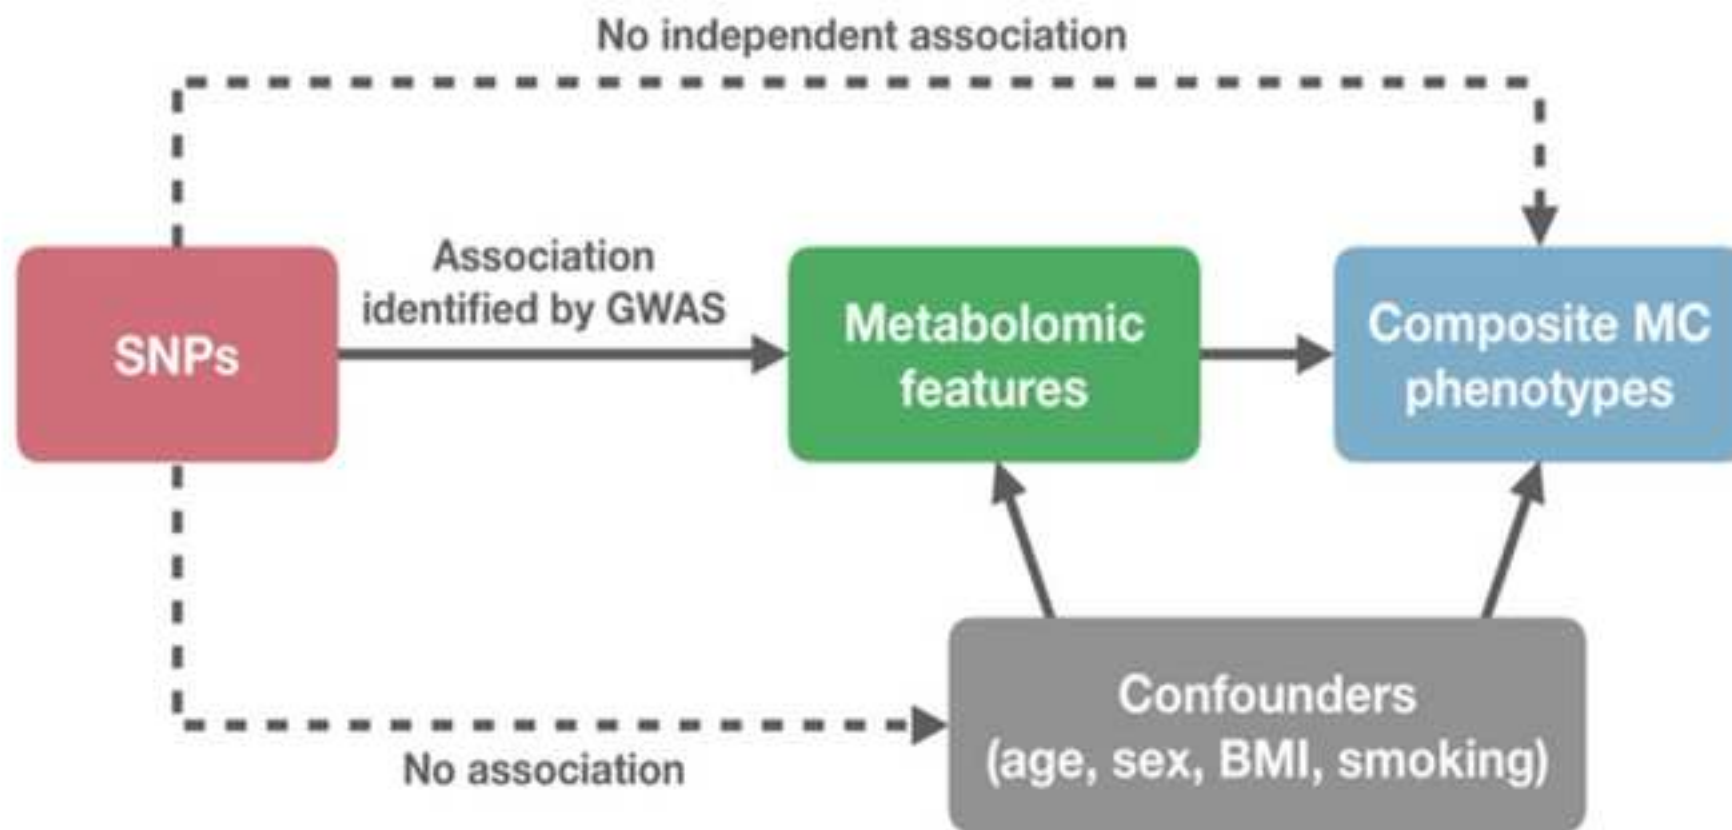 No independent association
Association
identified by GWAS
SNPs
Metabolomic
features
Composite MC
phenotypes
Confounders
(age, sex, BMI, smoking)
No association